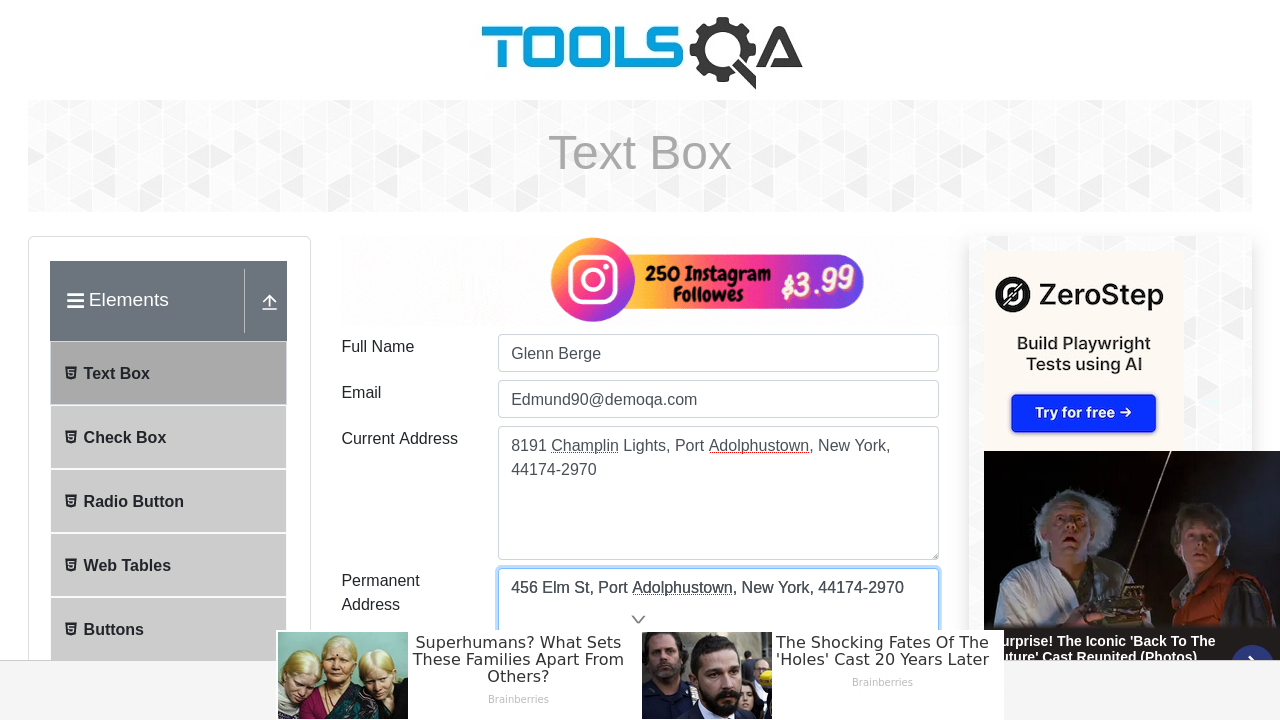 TOOLSQA
Text Box
Elements
Text Box
Check Box
Radio Button
Web Tables
Buttons
250 Instagram
Followes
$3.99
Full Name
Glenn Berge
Email
Edmund90@demoqa.com
Current Address
8191 Champlin Lights, Port Adolphustown, New York,
44174-2970
Permanent
Address
456 Elm St, Port Adolphustown, New York, 44174-2970
ZeroStep
Build Playwright
Tests using AI
Try for free →
urprise! The Iconic 'Back To The
uture' Cast Reunited (Photos)
Superhumans? What Sets
These Families Apart From
Others?
Brainberries
The Shocking Fates Of The
'Holes' Cast 20 Years Later
Brainberries